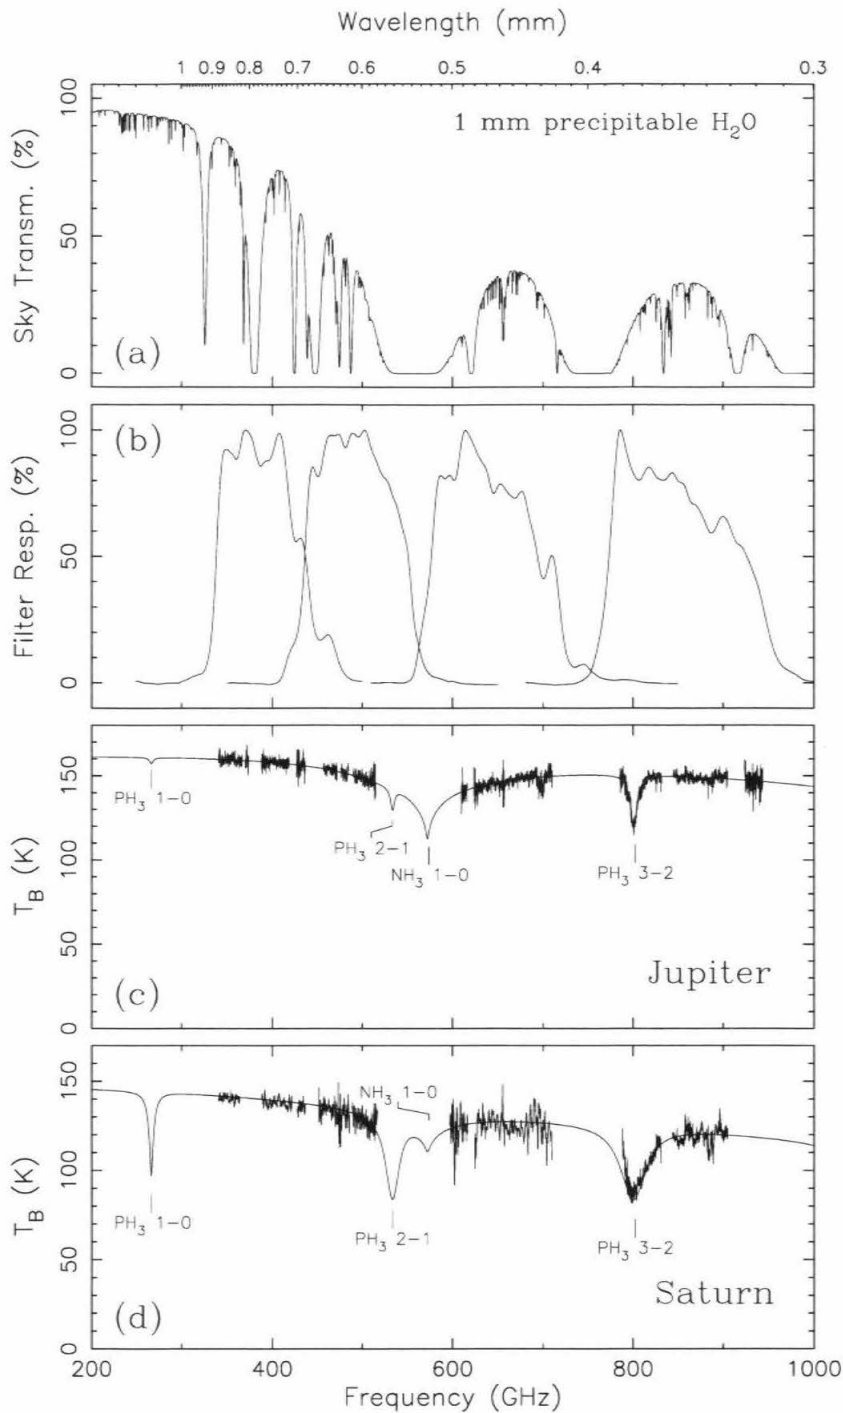 Wavelength (mm)
1 0.9 0.8 0.7 0.6 0.5 0.4 0.3
Sky Transm. (%)
100
50
0
1 mm precipitable H₂O
(a)
Filter Resp. (%)
100
50
0
(b)
T_B (K)
150
100
50
0
PH₃ 1-0
PH₃ 2-1
NH₃ 1-0
PH₃ 3-2
Jupiter
(c)
T_B (K)
150
100
50
0
NH₃ 1-0
PH₃ 1-0
PH₃ 2-1
PH₃ 3-2
Saturn
(d)
200 400 600 800 1000
Frequency (GHz)